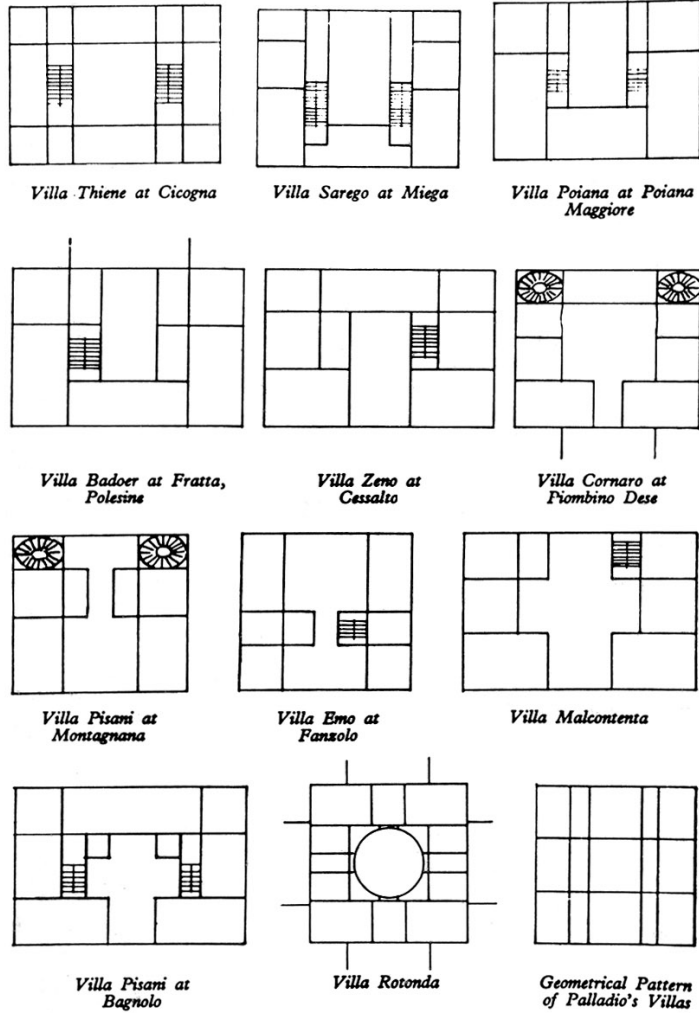 Villa Thiene at Cicogna
Villa Sarego at Miega
Villa Poiana at Poiana
Maggiore
Villa Badoer at Fratta,
Polesine
Villa Zeno at
Cessalto
Villa Cornaro at
Piombino Dese
Villa Pisani at
Montagnana
Villa Emo at
Fanzolo
Villa Malcontenta
Villa Pisani at
Bagnolo
Villa Rotonda
Geometrical Pattern
of Palladio's Villas